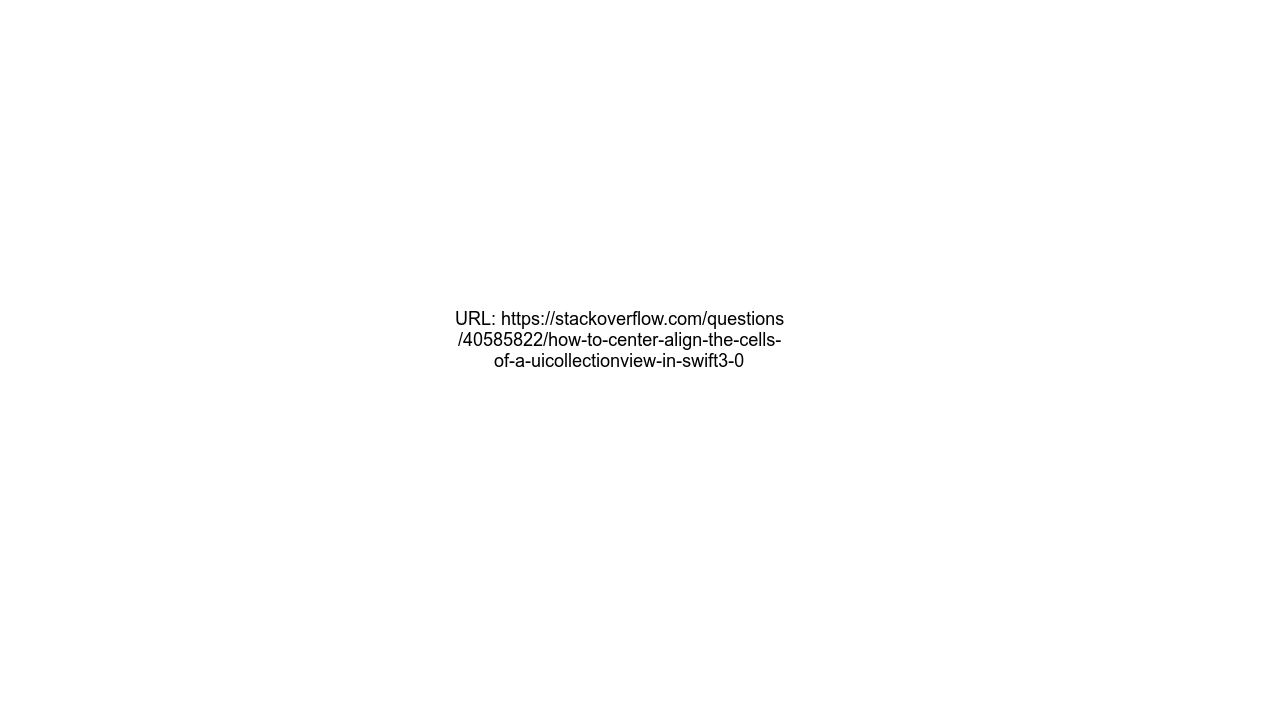 URL: https://stackoverflow.com/questions
/40585822/how-to-center-align-the-cells-
of-a-uicollectionview-in-swift3-0